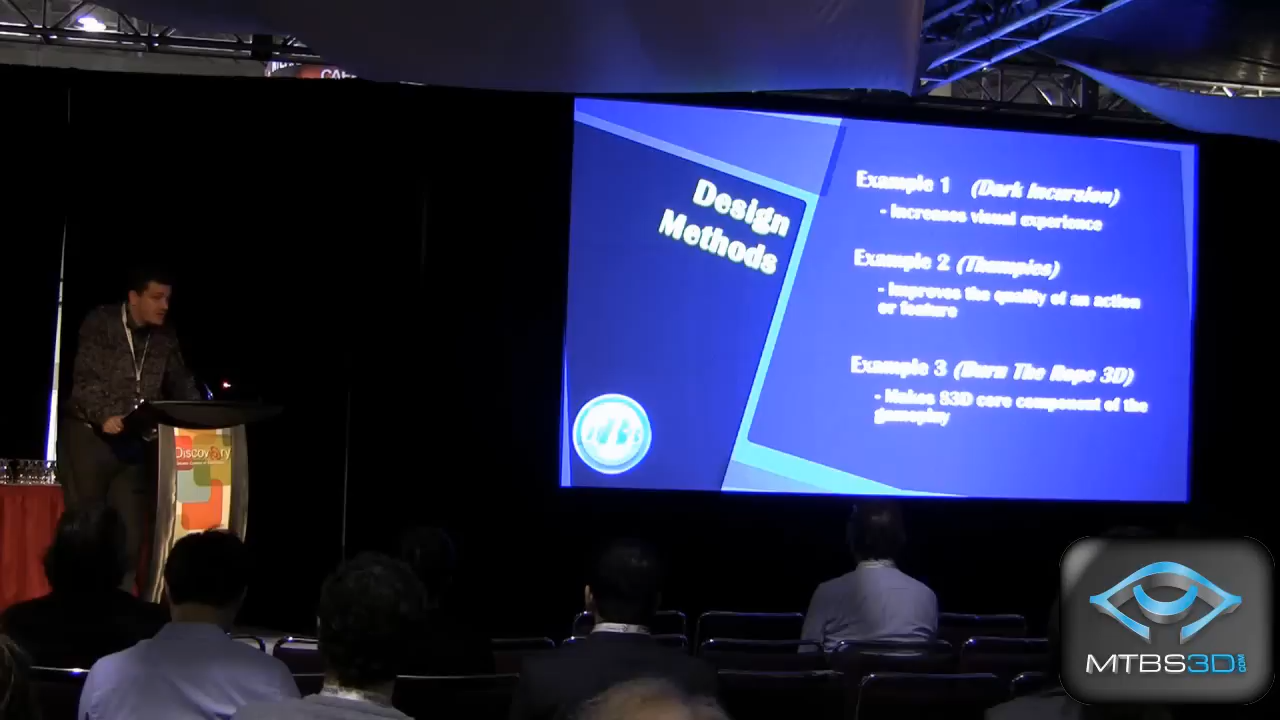 Design
Methods
Example 1 (Dark Incursion)
- Increases visual experience
Example 2 (Thumpies)
- Improves the quality of an action
or feature
Example 3 (Burn The Rope 3D)
- Makes S3D core component of the
gameplay
Discovery
MTBS3D.COM